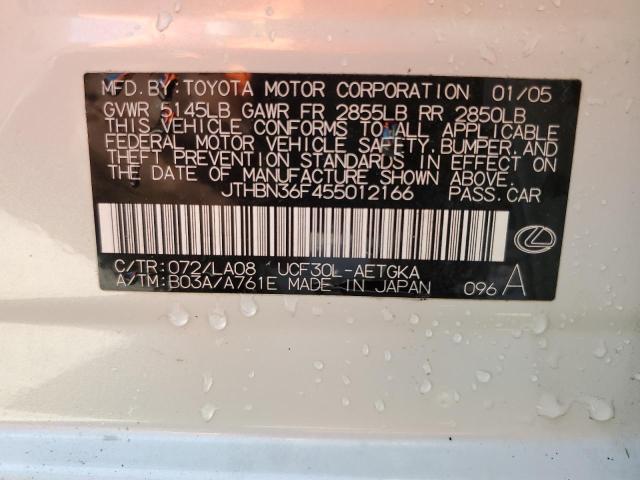 MFD. BY: TOYOTA MOTOR CORPORATION 01/05
GVWR 5145LB GAWR FR 2855LB RR 2850LB
THIS VEHICLE CONFORMS TO ALL APPLICABLE
FEDERAL MOTOR VEHICLE SAFETY, BUMPER, AND
THEFT PREVENTION STANDARDS IN EFFECT ON
THE DATE OF MANUFACTURE SHOWN ABOVE.
JTHBN36F455012166 PASS. CAR
C/TR: 072/LA08 UCF30L-AETGKA
A/TM: B03A/A761E MADE IN JAPAN 096 A